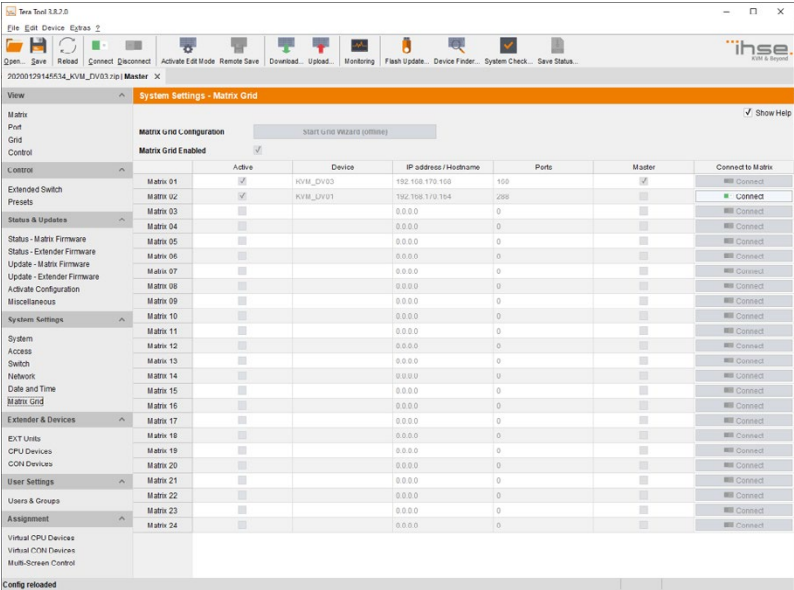 Tera Tool 3.8.2.0
File Edit Device Extras ?
Open... Save Reload Connect Disconnect Activate Edit Mode Remote Save Download... Upload... Monitoring Flash Update... Device Finder... System Check... Save Status...
ihse.
KVM & Beyond
20200129145534_KVM_DV03.zip | Master
View
Matrix
Port
Grid
Control
Control
Extended Switch
Presets
Status & Updates
Status - Matrix Firmware
Status - Extender Firmware
Update - Matrix Firmware
Update - Extender Firmware
Activate Configuration
Miscellaneous
System Settings
System
Access
Switch
Network
Date and Time
Matrix Grid
Extender & Devices
EXT Units
CPU Devices
CON Devices
User Settings
Users & Groups
Assignment
Virtual CPU Devices
Virtual CON Devices
Multi-Screen Control
System Settings - Matrix Grid
Show Help
Matrix Grid Configuration Start Grid Wizard (offline)
Matrix Grid Enabled
Active Device IP address / Hostname Ports Master Connect to Matrix
Matrix 01 KVM_DV03 Connect
Matrix 02 KVM_DV01 Connect
Matrix 03 0.0.0.0 0 Connect
Matrix 04 0.0.0.0 0 Connect
Matrix 05 0.0.0.0 0 Connect
Matrix 06 0.0.0.0 0 Connect
Matrix 07 0.0.0.0 0 Connect
Matrix 08 0.0.0.0 0 Connect
Matrix 09 0.0.0.0 0 Connect
Matrix 10 0.0.0.0 0 Connect
Matrix 11 0.0.0.0 0 Connect
Matrix 12 0.0.0.0 0 Connect
Matrix 13 0.0.0.0 0 Connect
Matrix 14 0.0.0.0 0 Connect
Matrix 15 0.0.0.0 0 Connect
Matrix 16 0.0.0.0 0 Connect
Matrix 17 0.0.0.0 0 Connect
Matrix 18 0.0.0.0 0 Connect
Matrix 19 0.0.0.0 0 Connect
Matrix 20 0.0.0.0 0 Connect
Matrix 21 0.0.0.0 0 Connect
Matrix 22 0.0.0.0 0 Connect
Matrix 23 0.0.0.0 0 Connect
Matrix 24 0.0.0.0 0 Connect
Config reloaded